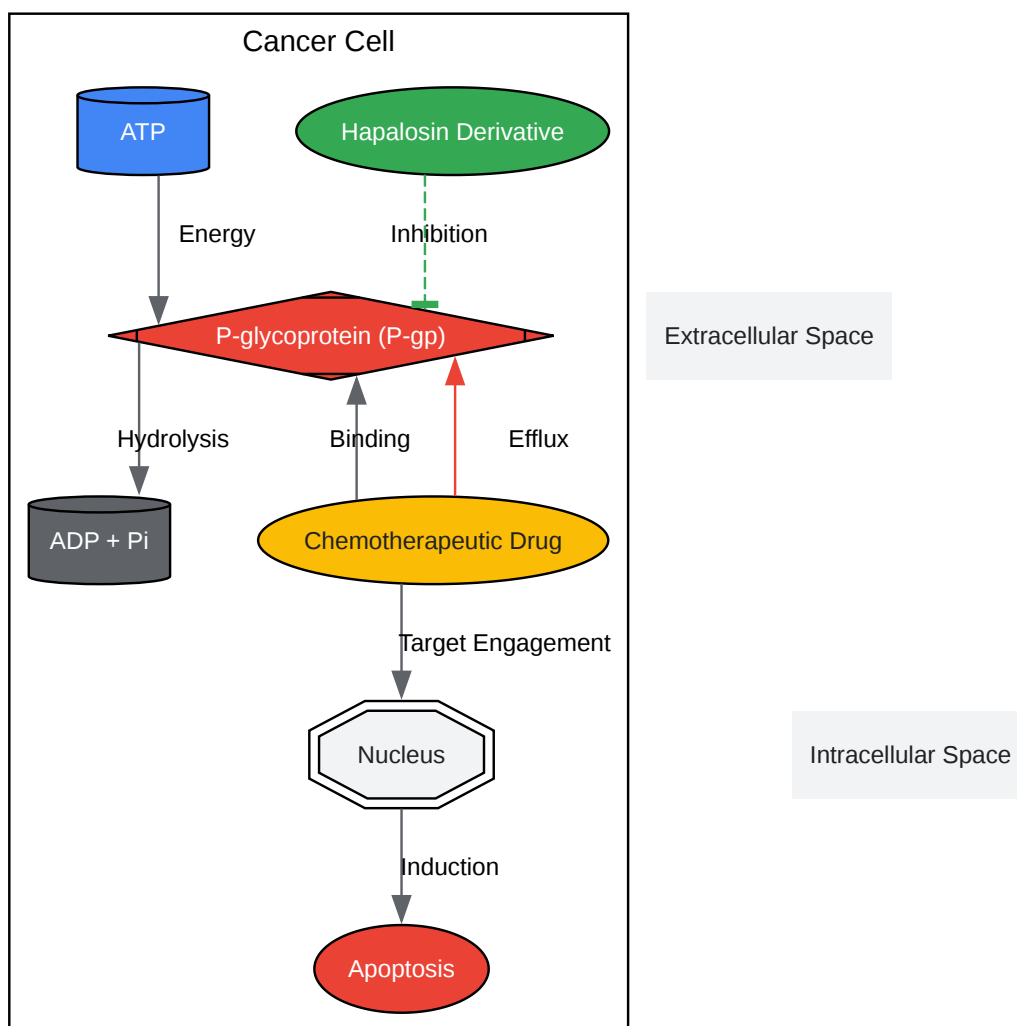 Cancer Cell
ATP
Hapalosin Derivative
Energy
Inhibition
P-glycoprotein (P-gp)
Extracellular Space
Hydrolysis
Binding
Efflux
ADP + Pi
Chemotherapeutic Drug
Target Engagement
Nucleus
Intracellular Space
Induction
Apoptosis